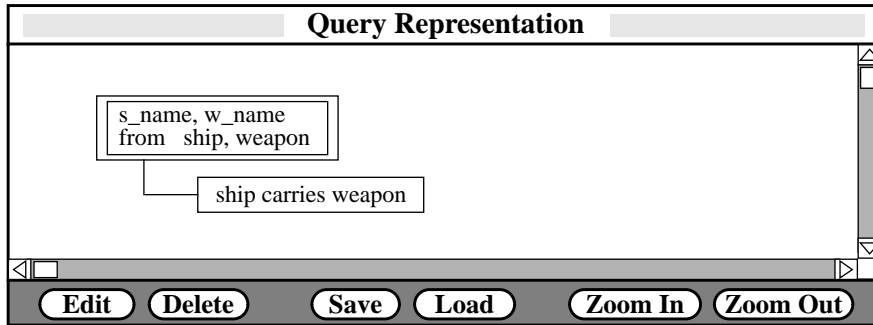 Query Representation
s_name, w_name
from ship, weapon
ship carries weapon
Edit Delete Save Load Zoom In Zoom Out